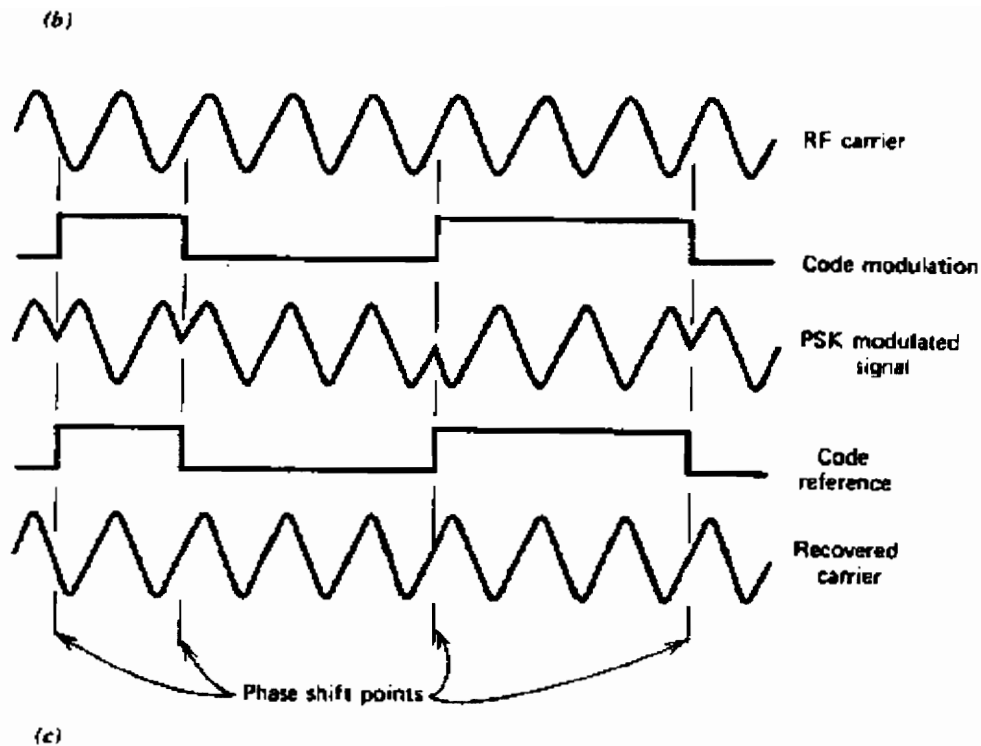 (b)
RF carrier
Code modulation
PSK modulated
signal
Code
reference
Recovered
carrier
Phase shift points
(c)